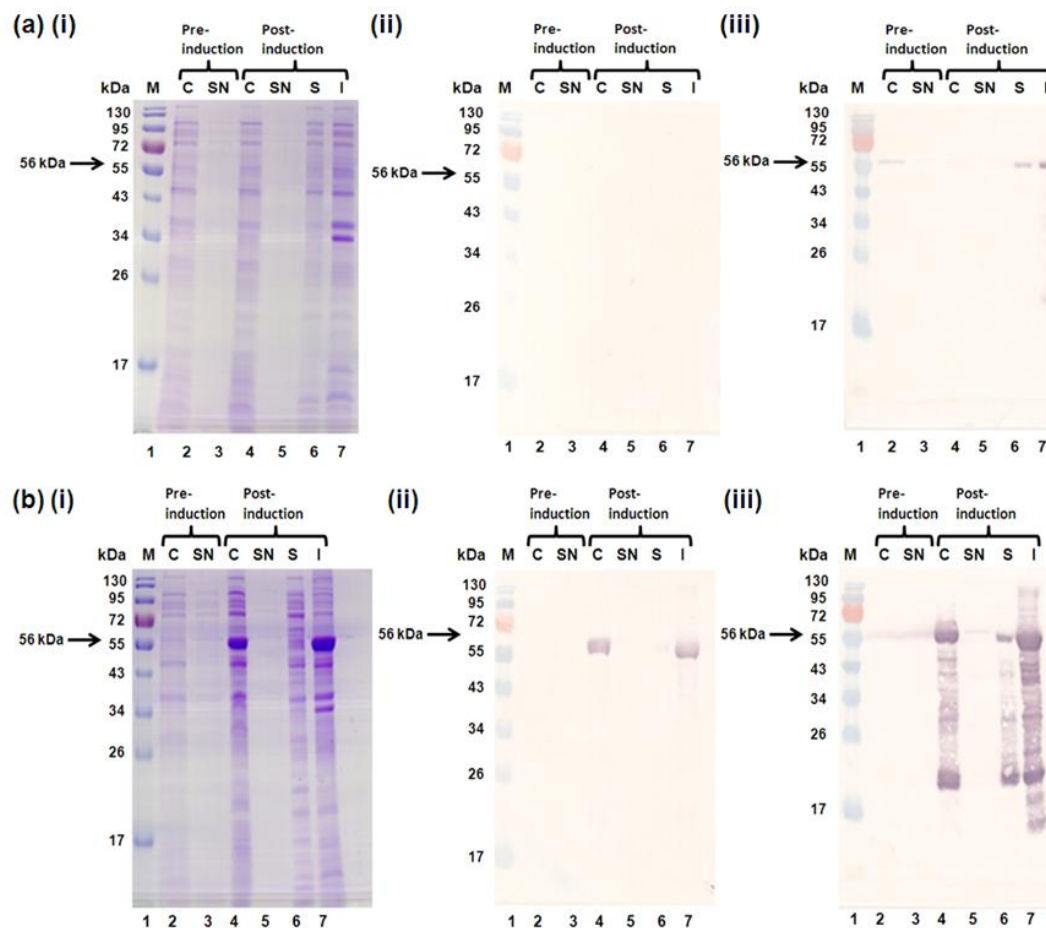 (a) (i)
Pre-
induction
Post-
induction
kDa M C SN C SN S I
130
95
72
56 kDa
55
43
34
26
17
1 2 3 4 5 6 7
(ii)
Pre-
induction
Post-
induction
kDa M C SN C SN S I
130
95
72
56 kDa
55
43
34
26
17
1 2 3 4 5 6 7
(iii)
Pre-
induction
Post-
induction
kDa M C SN C SN S I
130
95
72
56 kDa
55
43
34
26
17
1 2 3 4 5 6 7
(b) (i)
Pre-
induction
Post-
induction
kDa M C SN C SN S I
130
95
72
56 kDa
55
43
34
26
17
1 2 3 4 5 6 7
(ii)
Pre-
induction
Post-
induction
kDa M C SN C SN S I
130
95
72
56 kDa
55
43
34
26
17
1 2 3 4 5 6 7
(iii)
Pre-
induction
Post-
induction
kDa M C SN C SN S I
130
95
72
56 kDa
55
43
34
26
17
1 2 3 4 5 6 7